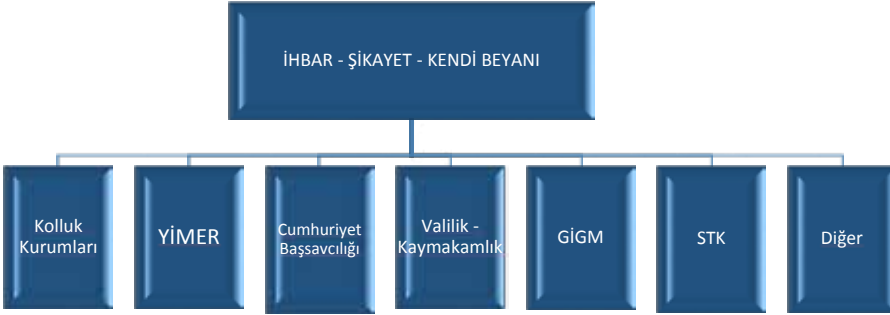 İHBAR - ŞİKAYET - KENDİ BEYANI
Kolluk
Kurumları
YİMER
Cumhuriyet
Başsavcılığı
Valilik -
Kaymakamlık
GİGM
STK
Diğer